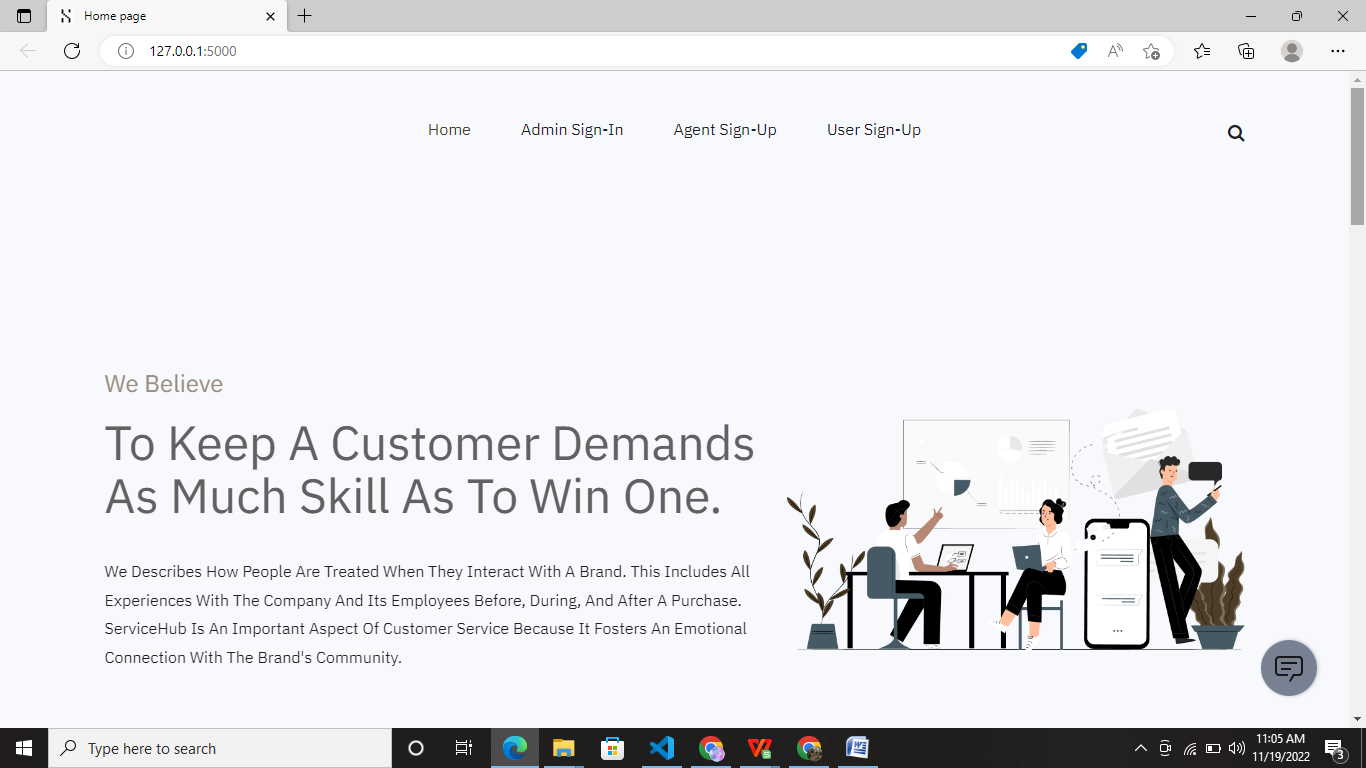 Home page
127.0.0.1:5000
Home Admin Sign-In Agent Sign-Up User Sign-Up
We Believe
To Keep A Customer Demands
As Much Skill As To Win One.
We Describes How People Are Treated When They Interact With A Brand. This Includes All
Experiences With The Company And Its Employees Before, During, And After A Purchase.
ServiceHub Is An Important Aspect Of Customer Service Because It Fosters An Emotional
Connection With The Brand's Community.
Type here to search
11:05 AM
11/19/2022
3